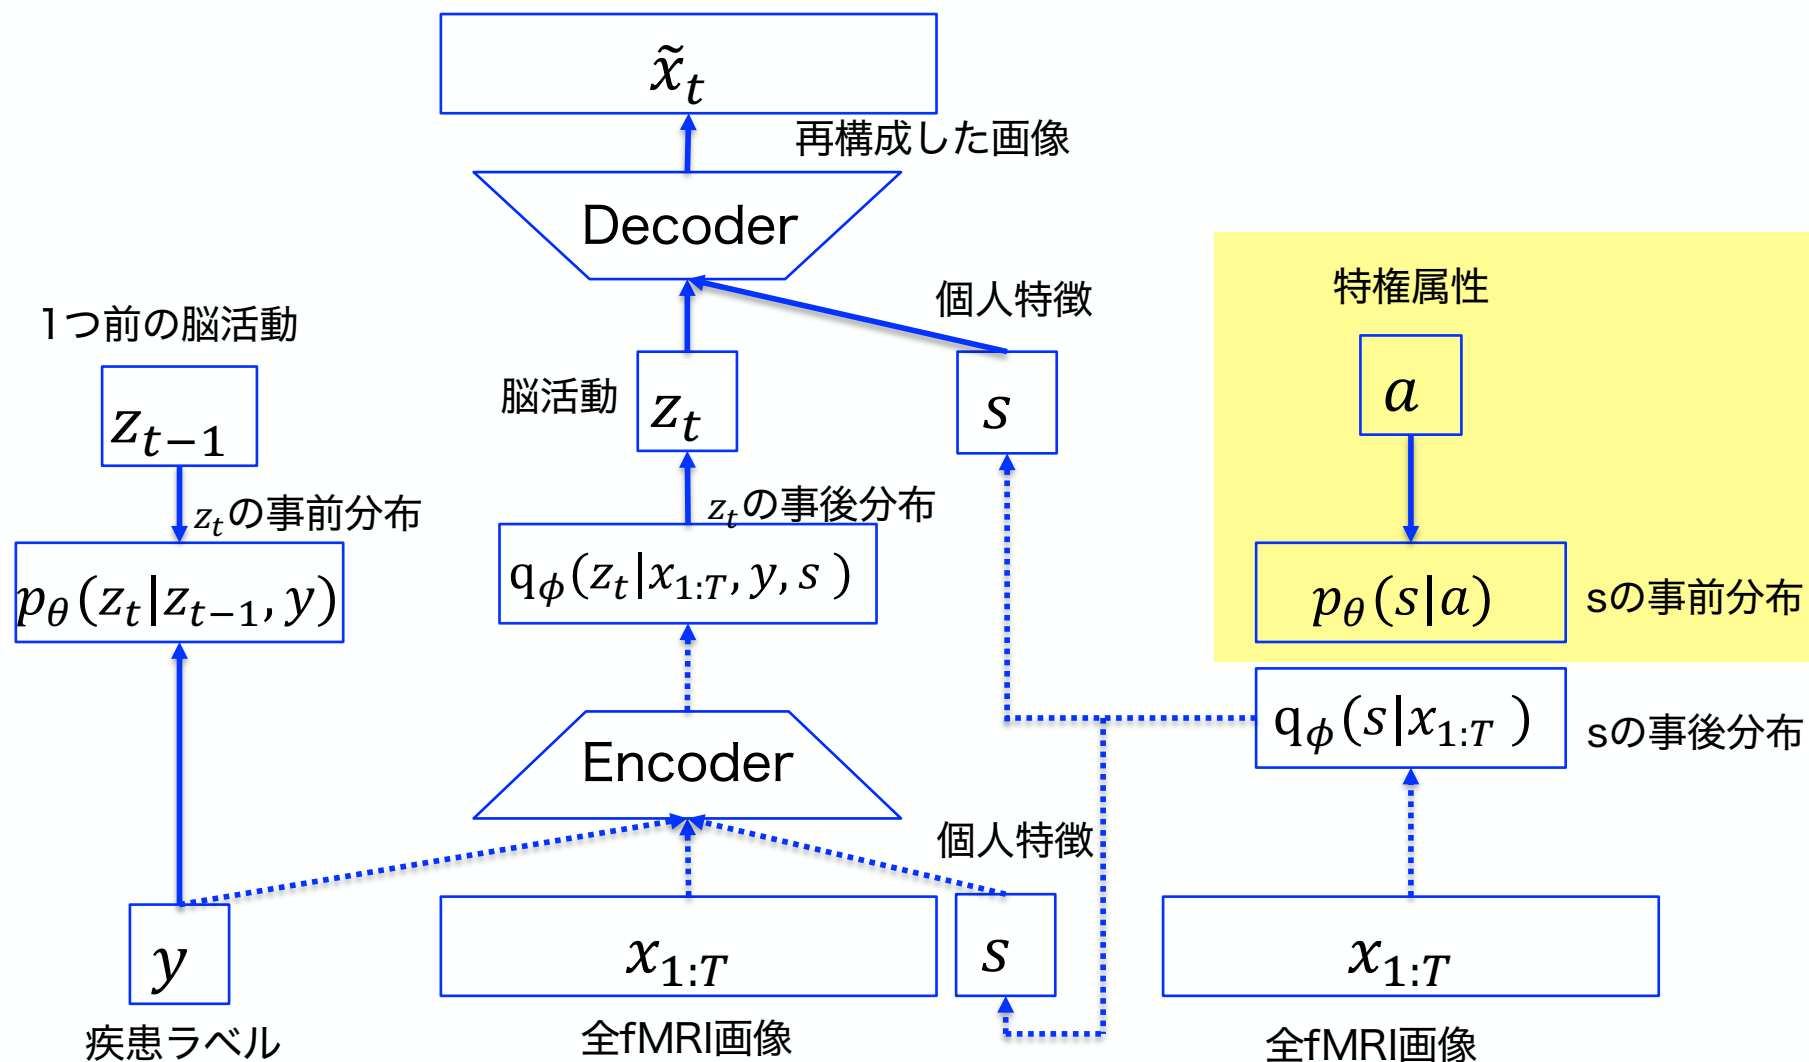 x̃_t
再構成した画像
Decoder
1つ前の脳活動
z_{t−1}
z_tの事前分布
p_θ(z_t|z_{t−1}, y)
脳活動
z_t
個人特徴
s
z_tの事後分布
q_ϕ(z_t|x_{1:T}, y, s )
特権属性
a
p_θ(s|a)
sの事前分布
q_ϕ(s|x_{1:T} )
sの事後分布
Encoder
個人特徴
y
疾患ラベル
x_{1:T}
全fMRI画像
s
x_{1:T}
全fMRI画像